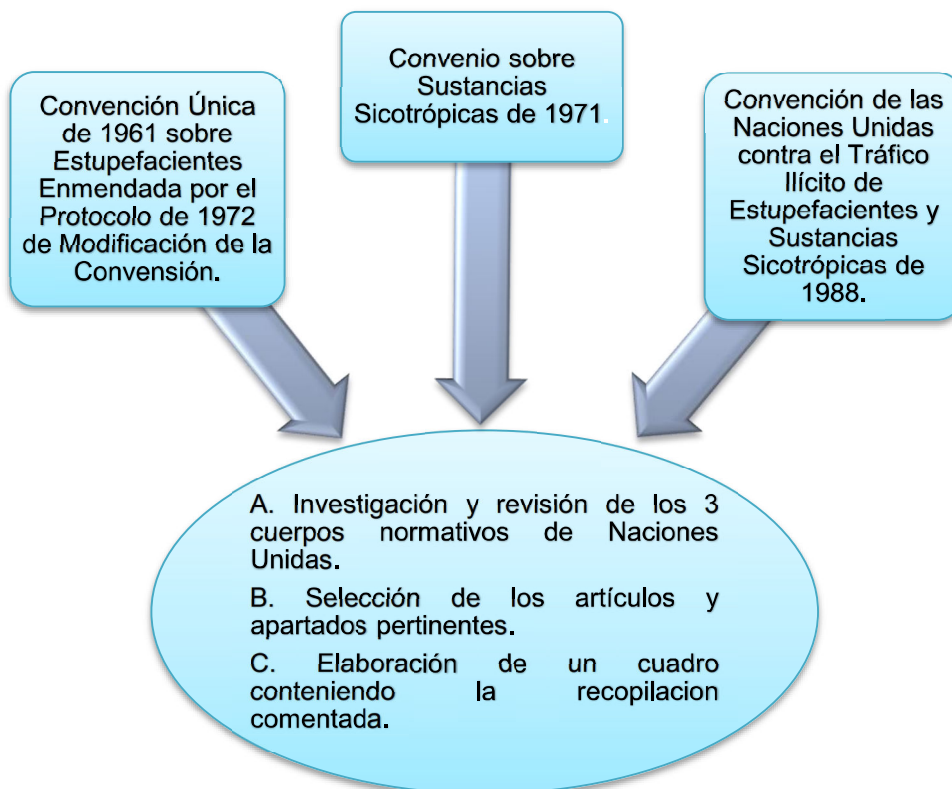 Convención Única
de 1961 sobre
Estupefacientes
Enmendada por el
Protocolo de 1972
de Modificación de la
Convensión.
Convenio sobre
Sustancias
Sicotrópicas de 1971.
Convención de las
Naciones Unidas
contra el Tráfico
Ilícito de
Estupefacientes y
Sustancias
Sicotrópicas de
1988.
A. Investigación y revisión de los 3
cuerpos normativos de Naciones
Unidas.
B. Selección de los artículos y
apartados pertinentes.
C. Elaboración de un cuadro
conteniendo la recopilacion
comentada.